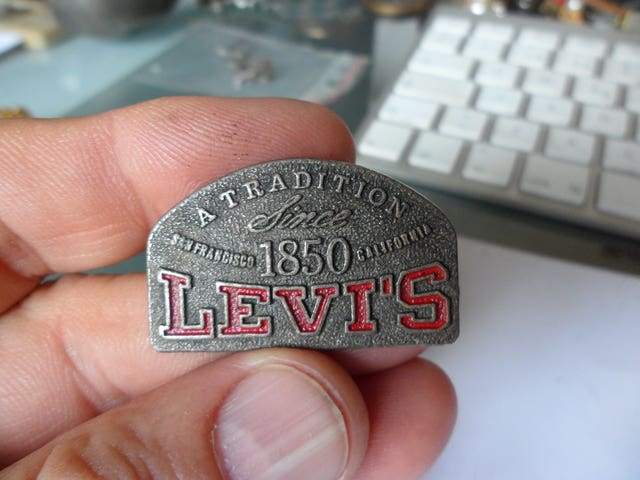 A TRADITION
Since
SAN FRANCISCO 1850 CALIFORNIA
LEVI'S